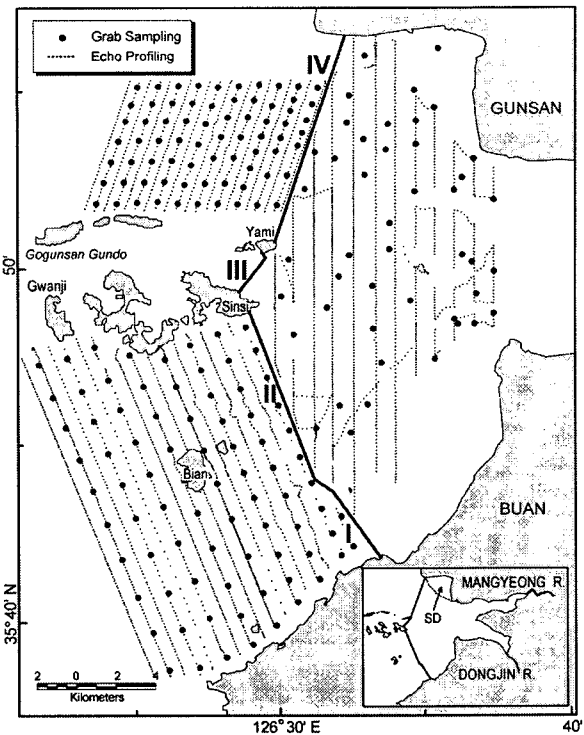 Grab Sampling
Echo Profiling
IV
GUNSAN
Yami
Gogunsan Gundo
50'
III
Gwanji
Sinsi
II
Bian
BUAN
I
35°40' N
MANGYEONG R.
SD
DONGJIN R.
2 0 2 4
Kilometers
126°30' E
40'